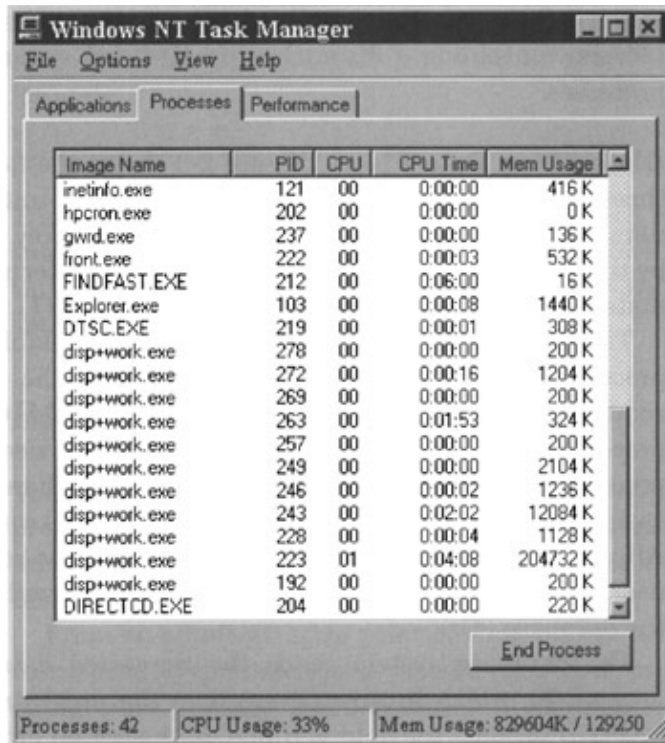 Windows NT Task Manager
File Options View Help
Applications Processes Performance
Image Name PID CPU CPU Time Mem Usage
inetinfo.exe 121 00 0:00:00 416 K
hpcron.exe 202 00 0:00:00 0 K
gwrd.exe 237 00 0:00:00 136 K
front.exe 222 00 0:00:03 532 K
FINDFAST.EXE 212 00 0:06:00 16 K
Explorer.exe 103 00 0:00:08 1440 K
DTSC.EXE 219 00 0:00:01 308 K
disp+work.exe 278 00 0:00:00 200 K
disp+work.exe 272 00 0:00:16 1204 K
disp+work.exe 269 00 0:00:00 200 K
disp+work.exe 263 00 0:01:53 324 K
disp+work.exe 257 00 0:00:00 200 K
disp+work.exe 249 00 0:00:00 2104 K
disp+work.exe 246 00 0:00:02 1236 K
disp+work.exe 243 00 0:02:02 12084 K
disp+work.exe 228 00 0:00:04 1128 K
disp+work.exe 223 01 0:04:08 204732 K
disp+work.exe 192 00 0:00:00 200 K
DIRECTCD.EXE 204 00 0:00:00 220 K
End Process
Processes: 42 CPU Usage: 33% Mem Usage: 829604K / 129250